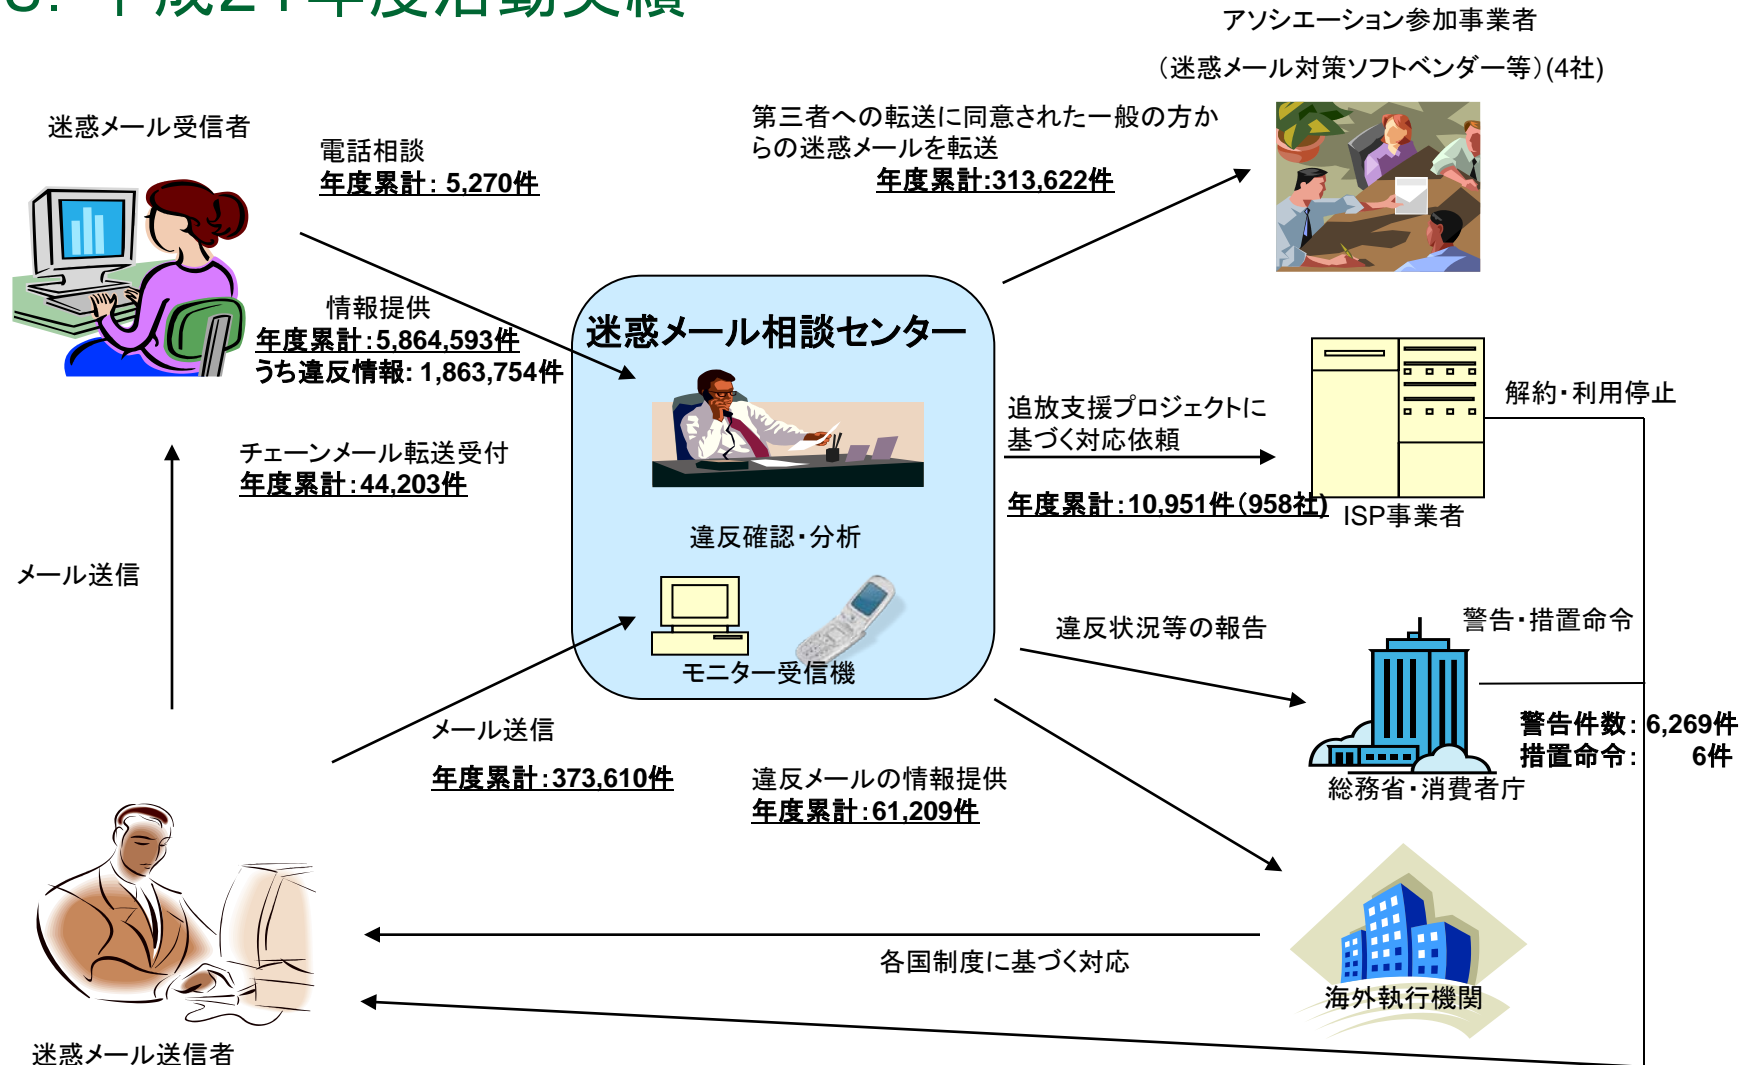 3. 平成21年度活動実績
アソシエーション参加事業者
（迷惑メール対策ソフトベンダー等）(4社)
迷惑メール受信者
電話相談
年度累計： 5,270件
第三者への転送に同意された一般の方か
らの迷惑メールを転送
年度累計:313,622件
情報提供
年度累計：5,864,593件
うち違反情報: 1,863,754件
迷惑メール相談センター
チェーンメール転送受付
年度累計：44,203件
追放支援プロジェクトに
基づく対応依頼
年度累計：10,951件（958社)
解約・利用停止
ISP事業者
違反確認・分析
メール送信
モニター受信機
違反状況等の報告
警告・措置命令
警告件数： 6,269件
措置命令： 6件
総務省・消費者庁
メール送信
年度累計：373,610件
違反メールの情報提供
年度累計：61,209件
各国制度に基づく対応
海外執行機関
迷惑メール送信者